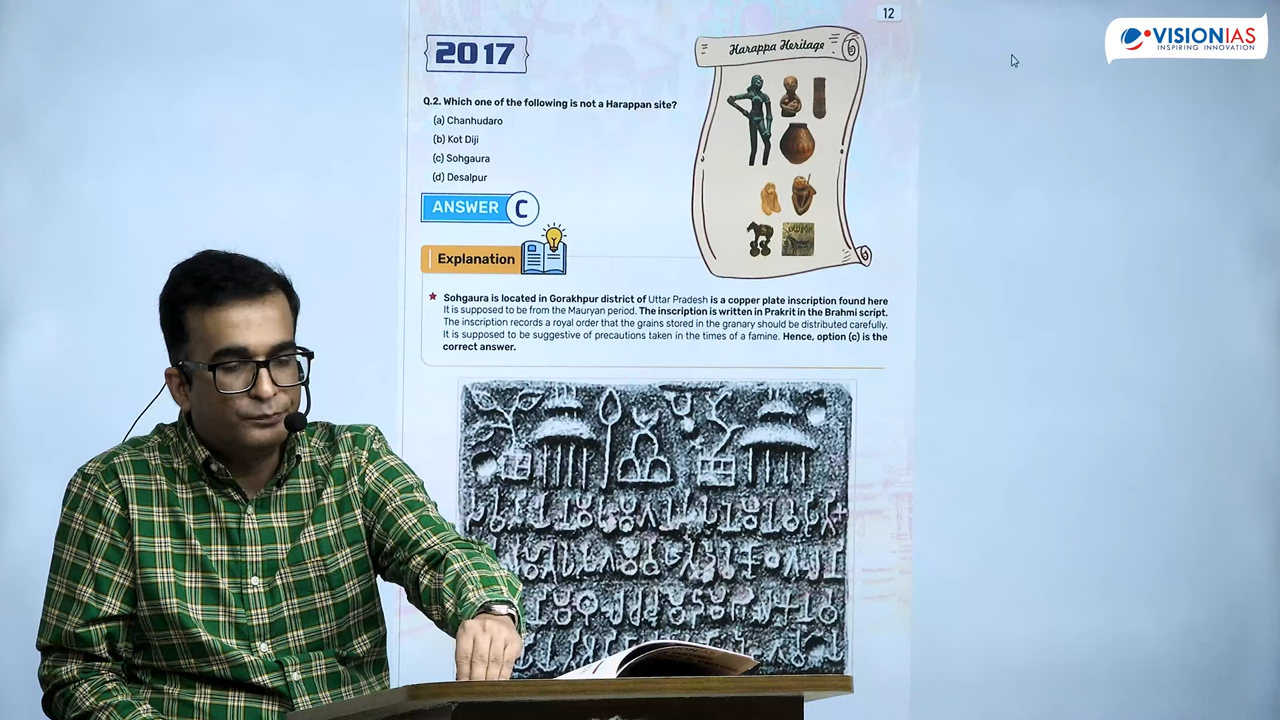 12
VISIONIAS
INSPIRING INNOVATION
2017
Harappa Heritage
Q.2. Which one of the following is not a Harappan site?
(a) Chanhudaro
(b) Kot Diji
(c) Sohgaura
(d) Desalpur
ANSWER C
Explanation
Sohgaura is located in Gorakhpur district of Uttar Pradesh is a copper plate inscription found here
It is supposed to be from the Mauryan period. The inscription is written in Prakrit in the Brahmi script.
The inscription records a royal order that the grains stored in the granary should be distributed carefully.
It is supposed to be suggestive of precautions taken in the times of a famine. Hence, option (c) is the
correct answer.